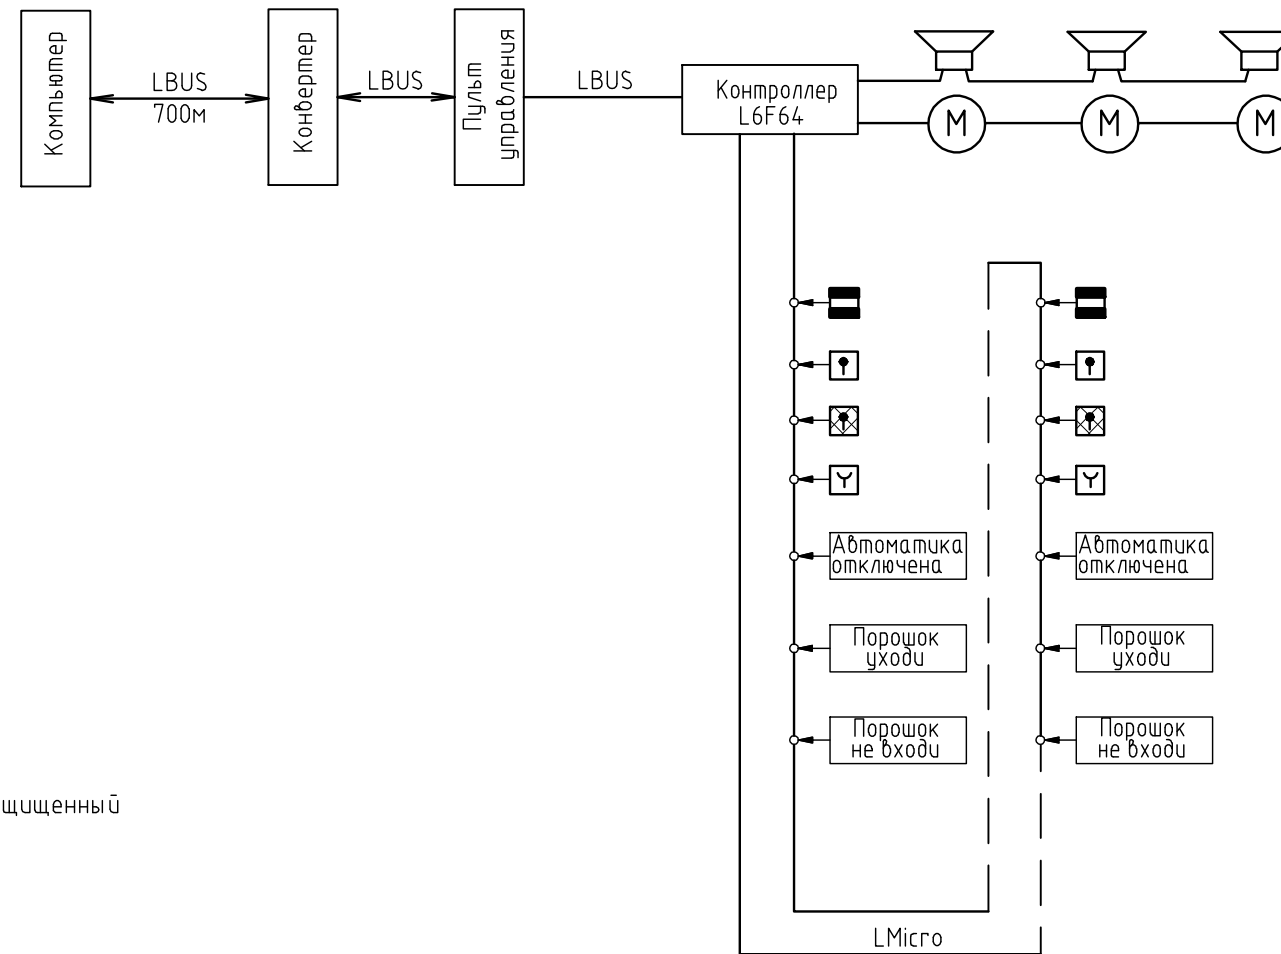 Компьютер
LBUS
700м
Конвертер
LBUS
Пульт
управления
LBUS
Контроллер
L6F64
M
M
M
Автоматика
отключена
Автоматика
отключена
Порошок
уходи
Порошок
уходи
Порошок
не входи
Порошок
не входи
щищенный
LMicro